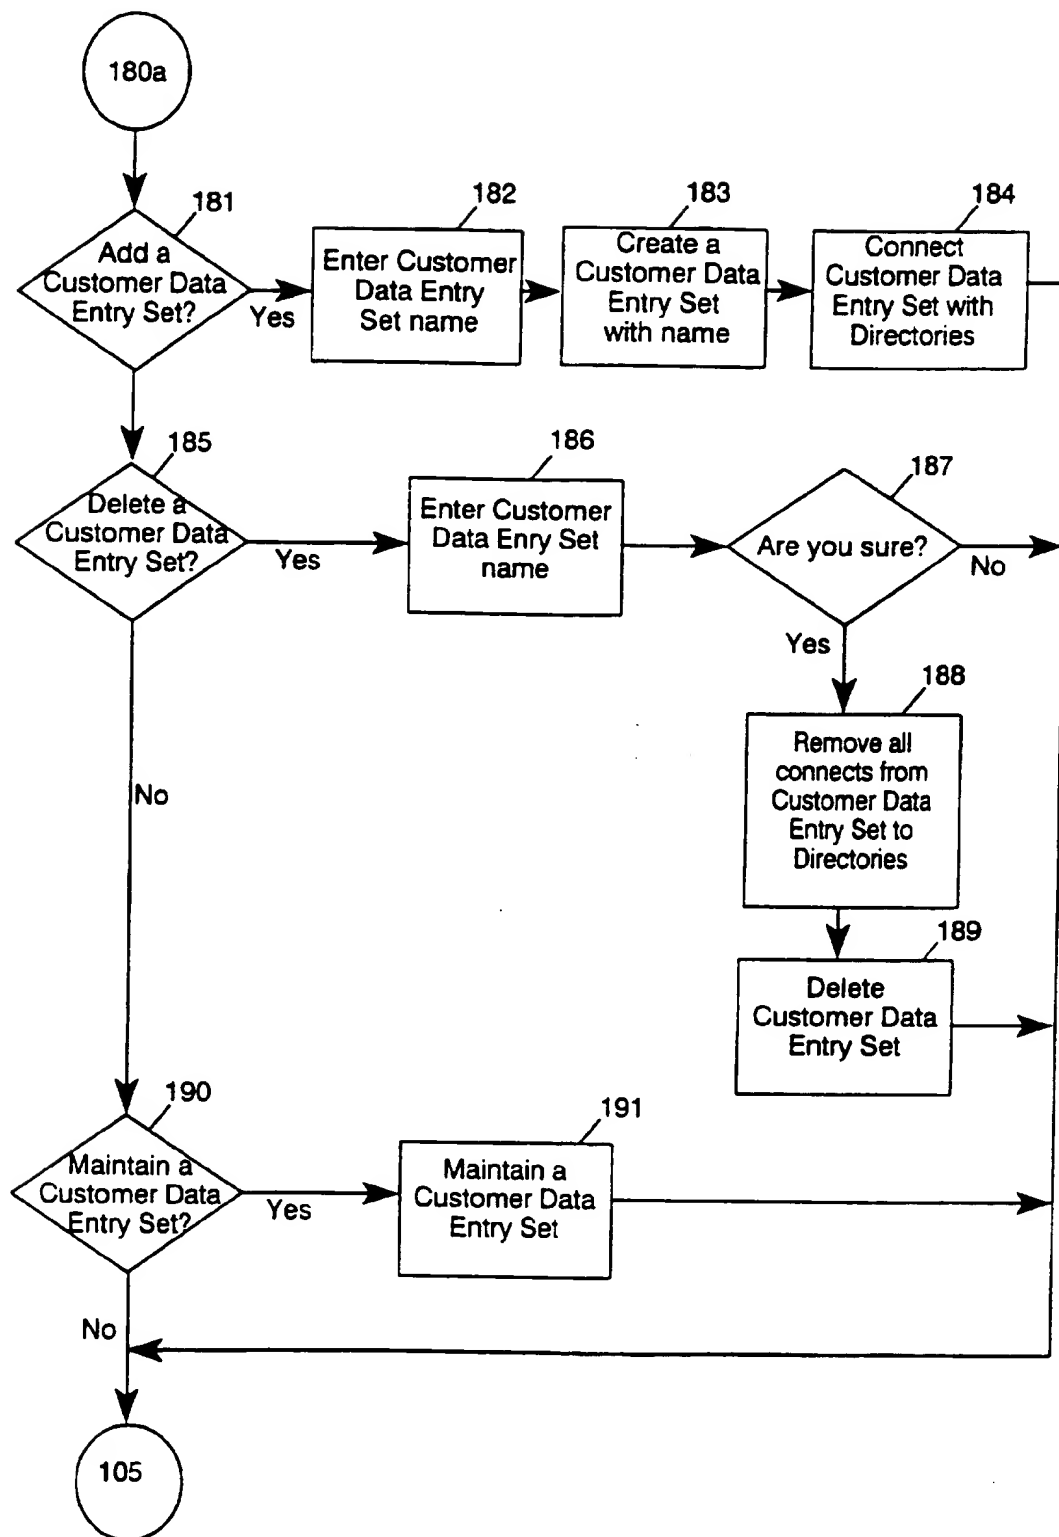 180a
181
Add a
Customer Data
Entry Set?
Yes
182
Enter Customer
Data Entry
Set name
183
Create a
Customer Data
Entry Set
with name
184
Connect
Customer Data
Entry Set with
Directories
185
Delete a
Customer Data
Entry Set?
Yes
186
Enter Customer
Data Enry Set
name
187
Are you sure?
No
Yes
188
Remove all
connects from
Customer Data
Entry Set to
Directories
No
189
Delete
Customer Data
Entry Set
190
Maintain a
Customer Data
Entry Set?
Yes
191
Maintain a
Customer Data
Entry Set
No
105